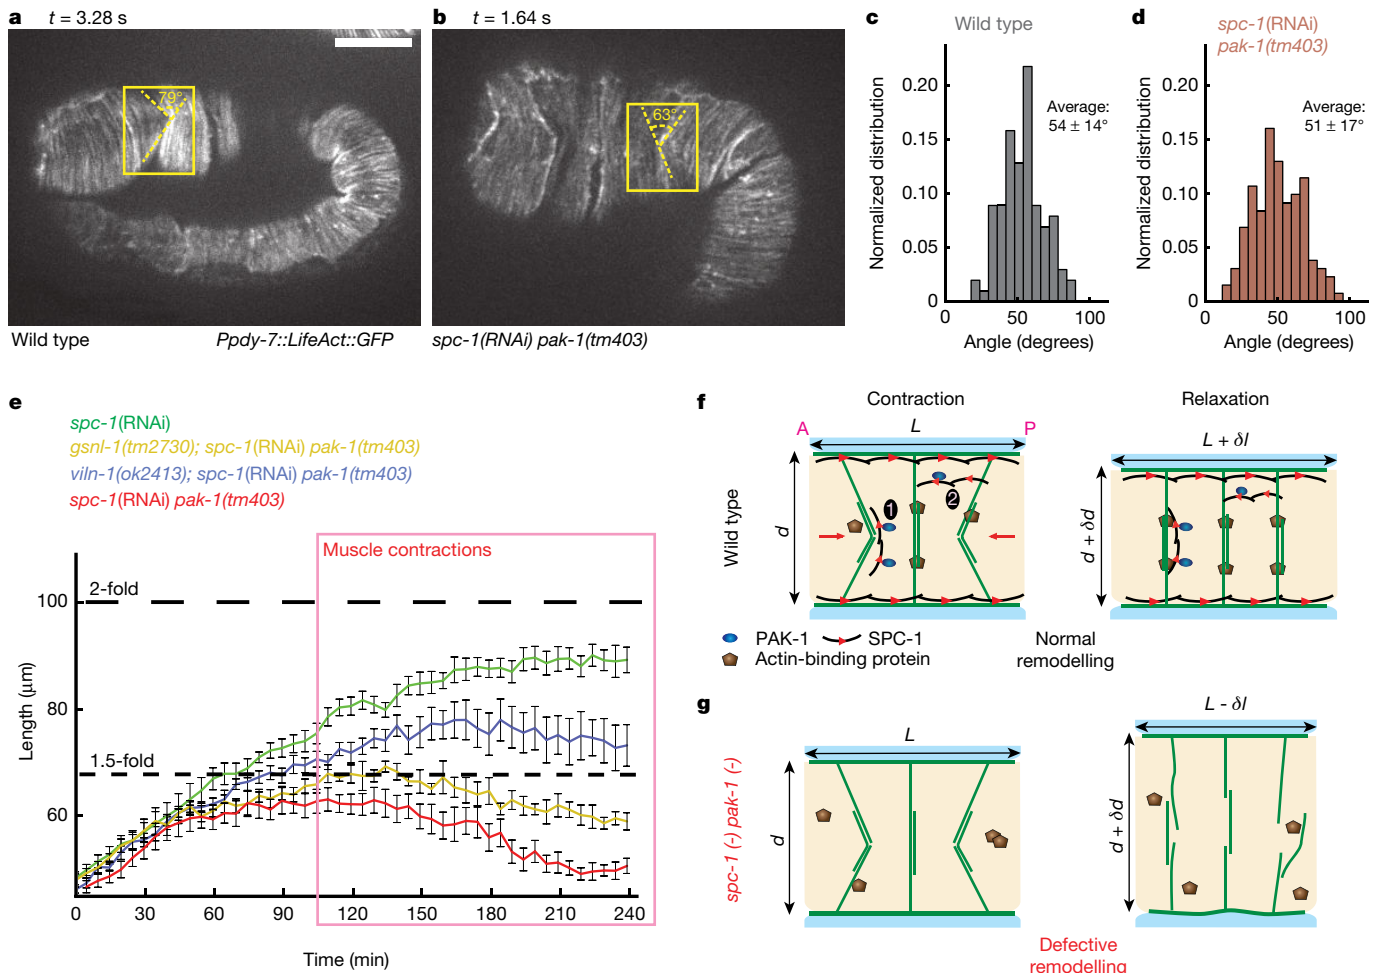 a
t = 3.28 s
b
t = 1.64 s
79°
63°
Wild type
Ppdy-7::LifeAct::GFP
spc-1(RNAi) pak-1(tm403)
c
Wild type
Normalized distribution
0.20
0.15
0.10
0.05
0
Average:
54 ± 14°
0
50
100
Angle (degrees)
d
spc-1(RNAi)
pak-1(tm403)
Normalized distribution
0.20
0.15
0.10
0.05
0
Average:
51 ± 17°
0
50
100
Angle (degrees)
e
spc-1(RNAi)
gsnl-1(tm2730); spc-1(RNAi) pak-1(tm403)
viln-1(ok2413); spc-1(RNAi) pak-1(tm403)
spc-1(RNAi) pak-1(tm403)
Muscle contractions
2-fold
1.5-fold
Length (µm)
100
80
60
0
30
60
90
120
150
180
210
240
Time (min)
f
Contraction
Relaxation
A
L
P
L + δl
Wild type
d
1
2
d + δd
PAK-1
SPC-1
Actin-binding protein
Normal
remodelling
g
L
L - δl
spc-1 (-) pak-1 (-)
d
d + δd
Defective
remodelling